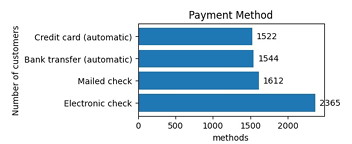 Payment Method
Number of customers
Credit card (automatic) 1522
Bank transfer (automatic) 1544
Mailed check 1612
Electronic check 2365
0 500 1000 1500 2000
methods